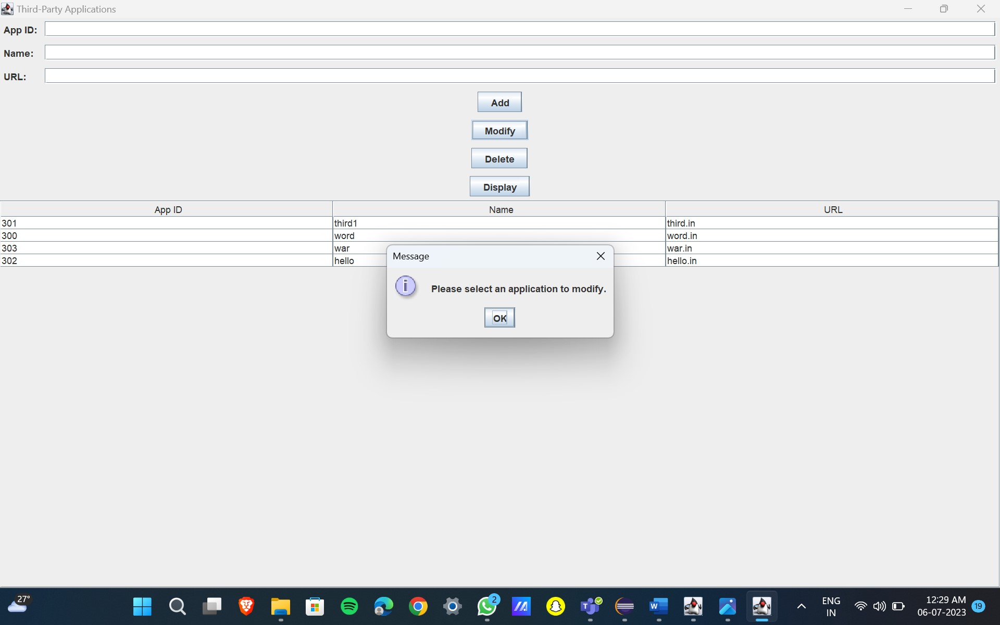 Third-Party Applications
App ID:
Name:
URL:
Add
Modify
Delete
Display
App ID Name URL
301 third1 third.in
300 word word.in
303 war war.in
302 hello hello.in
Message
Please select an application to modify.
OK
27°
2
T
W
ENG
IN
12:29 AM
06-07-2023
19